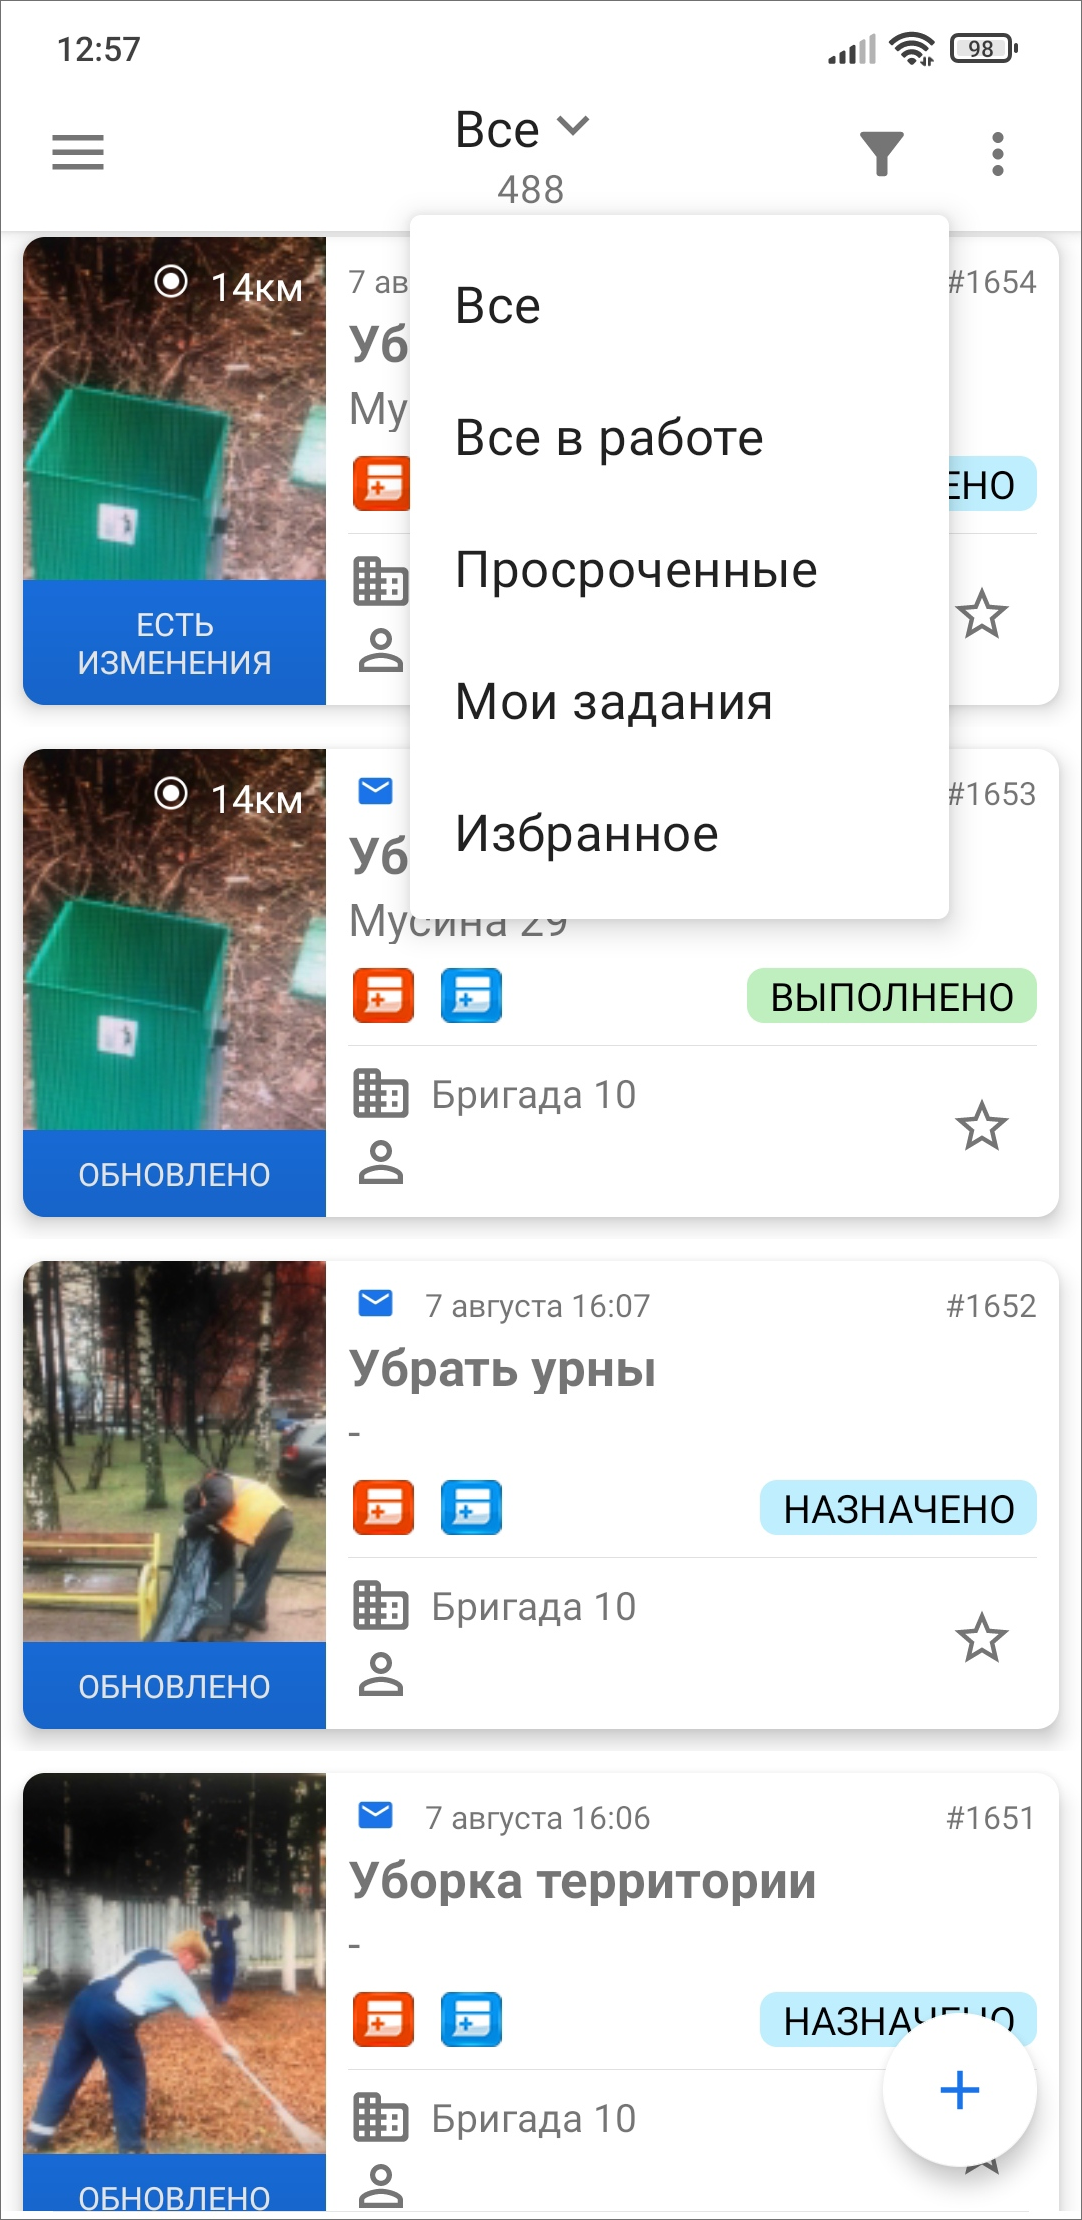 12:57
98
Все
488
14км
7 ав
#1654
Уб
Му
ЕНО
ЕСТЬ
ИЗМЕНЕНИЯ
Все
Все в работе
Просроченные
Мои задания
Избранное
14км
#1653
Уб
Мусина 29
ВЫПОЛНЕНО
Бригада 10
ОБНОВЛЕНО
7 августа 16:07
#1652
Убрать урны
-
НАЗНАЧЕНО
Бригада 10
ОБНОВЛЕНО
7 августа 16:06
#1651
Уборка территории
-
НАЗНАЧЕНО
Бригада 10
ОБНОВЛЕНО